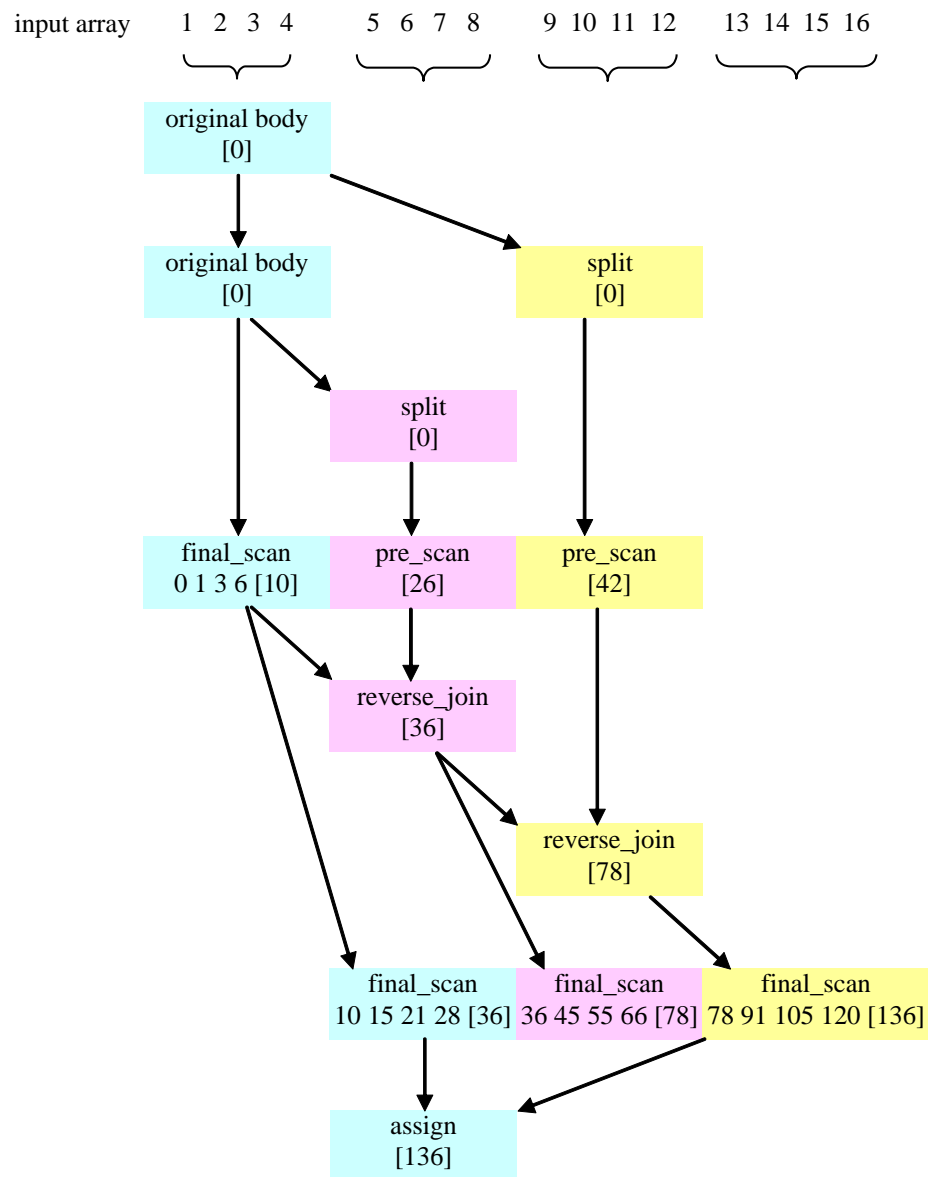 input array 1 2 3 4 5 6 7 8 9 10 11 12 13 14 15 16
original body
[0]
original body
[0]
split
[0]
split
[0]
final_scan
0 1 3 6 [10]
pre_scan
[26]
pre_scan
[42]
reverse_join
[36]
reverse_join
[78]
final_scan
10 15 21 28 [36]
final_scan
36 45 55 66 [78]
final_scan
78 91 105 120 [136]
assign
[136]